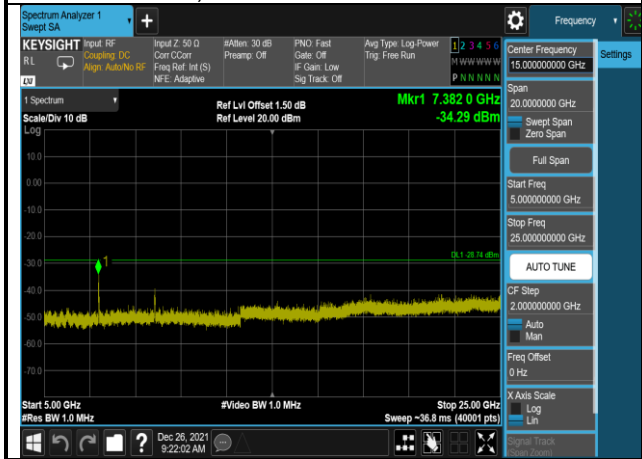 Spectrum Analyzer 1
Swept SA
+
Frequency
KEYSIGHT
RL
LXI
Input: RF
Coupling: DC
Align: Auto/No RF
Input Z: 50 Ω
Corr CCorr
Freq Ref: Int (S)
NFE: Adaptive
#Atten: 30 dB
Preamp: Off
PNO: Fast
Gate: Off
IF Gain: Low
Sig Track: Off
Avg Type: Log-Power
Trig: Free Run
1 2 3 4 5 6
M W W W W W
P N N N N N
Center Frequency
15.000000000 GHz
Settings
1 Spectrum
Scale/Div 10 dB
Log
Ref Lvl Offset 1.50 dB
Ref Level 20.00 dBm
Mkr1 7.382 0 GHz
-34.29 dBm
Span
20.0000000 GHz
Swept Span
Zero Span
Full Span
Start Freq
5.000000000 GHz
Stop Freq
25.000000000 GHz
AUTO TUNE
CF Step
2.000000000 GHz
Auto
Man
Freq Offset
0 Hz
X Axis Scale
Log
Lin
Signal Track
(Span Zoom)
10.0
0.00
-10.0
-20.0
-30.0
-40.0
-50.0
-60.0
-70.0
DL1 -28.74 dBm
1
Start 5.00 GHz
#Res BW 1.0 MHz
#Video BW 1.0 MHz
Stop 25.00 GHz
Sweep ~36.8 ms (40001 pts)
?
Dec 26, 2021
9:22:02 AM